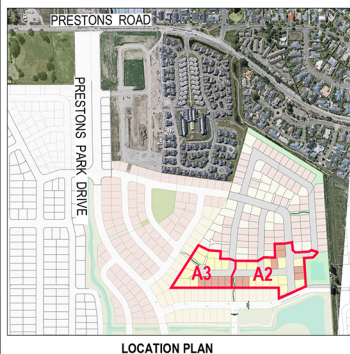 PRESTONS ROAD
PRESTONS PARK DRIVE
A3
A2
LOCATION PLAN